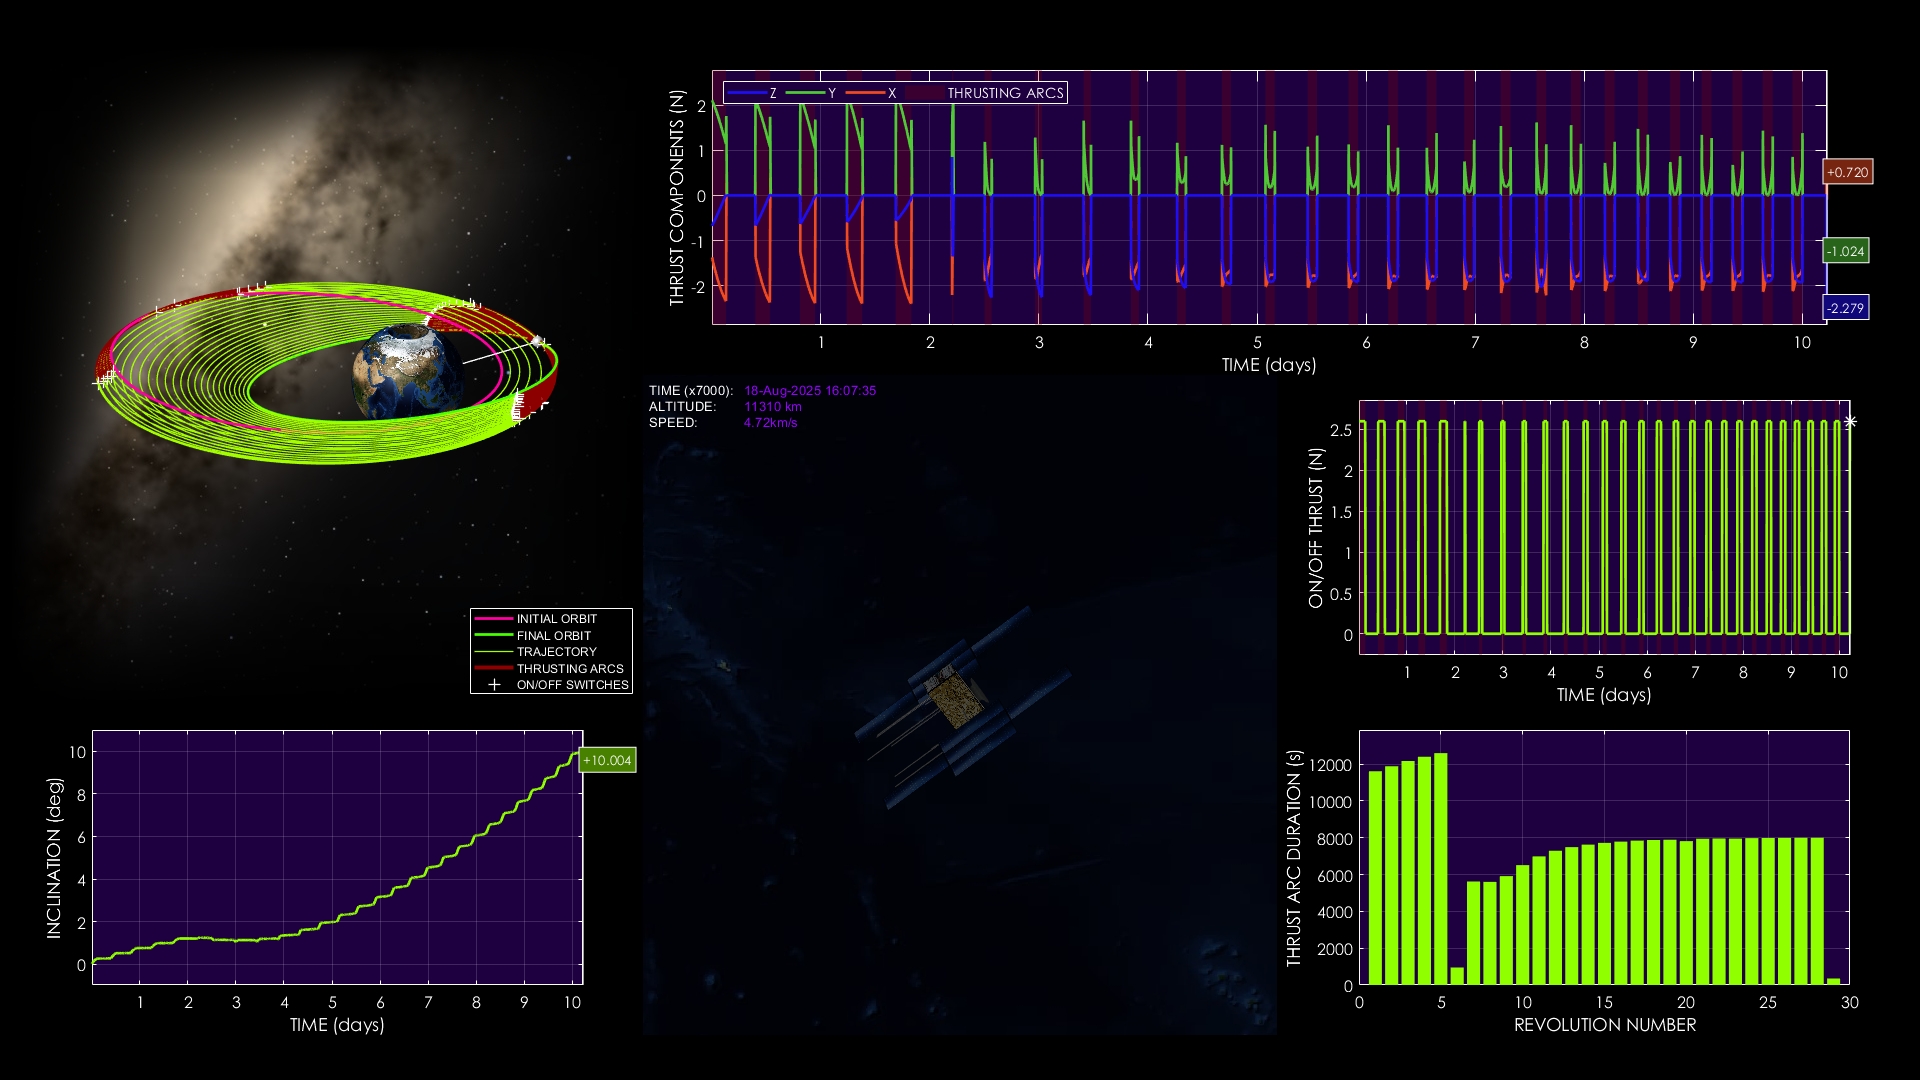 Z Y X THRUSTING ARCS
THRUST COMPONENTS (N)
2
1
0
-1
-2
+0.720
-1.024
-2.279
1 2 3 4 5 6 7 8 9 10
TIME (days)
TIME (x7000): 18-Aug-2025 16:07:35
ALTITUDE: 11310 km
SPEED: 4.72km/s
INITIAL ORBIT
FINAL ORBIT
TRAJECTORY
THRUSTING ARCS
ON/OFF SWITCHES
ON/OFF THRUST (N)
2.5
2
1.5
1
0.5
0
1 2 3 4 5 6 7 8 9 10
TIME (days)
INCLINATION (deg)
10
8
6
4
2
0
+10.004
1 2 3 4 5 6 7 8 9 10
TIME (days)
THRUST ARC DURATION (s)
12000
10000
8000
6000
4000
2000
0
0 5 10 15 20 25 30
REVOLUTION NUMBER